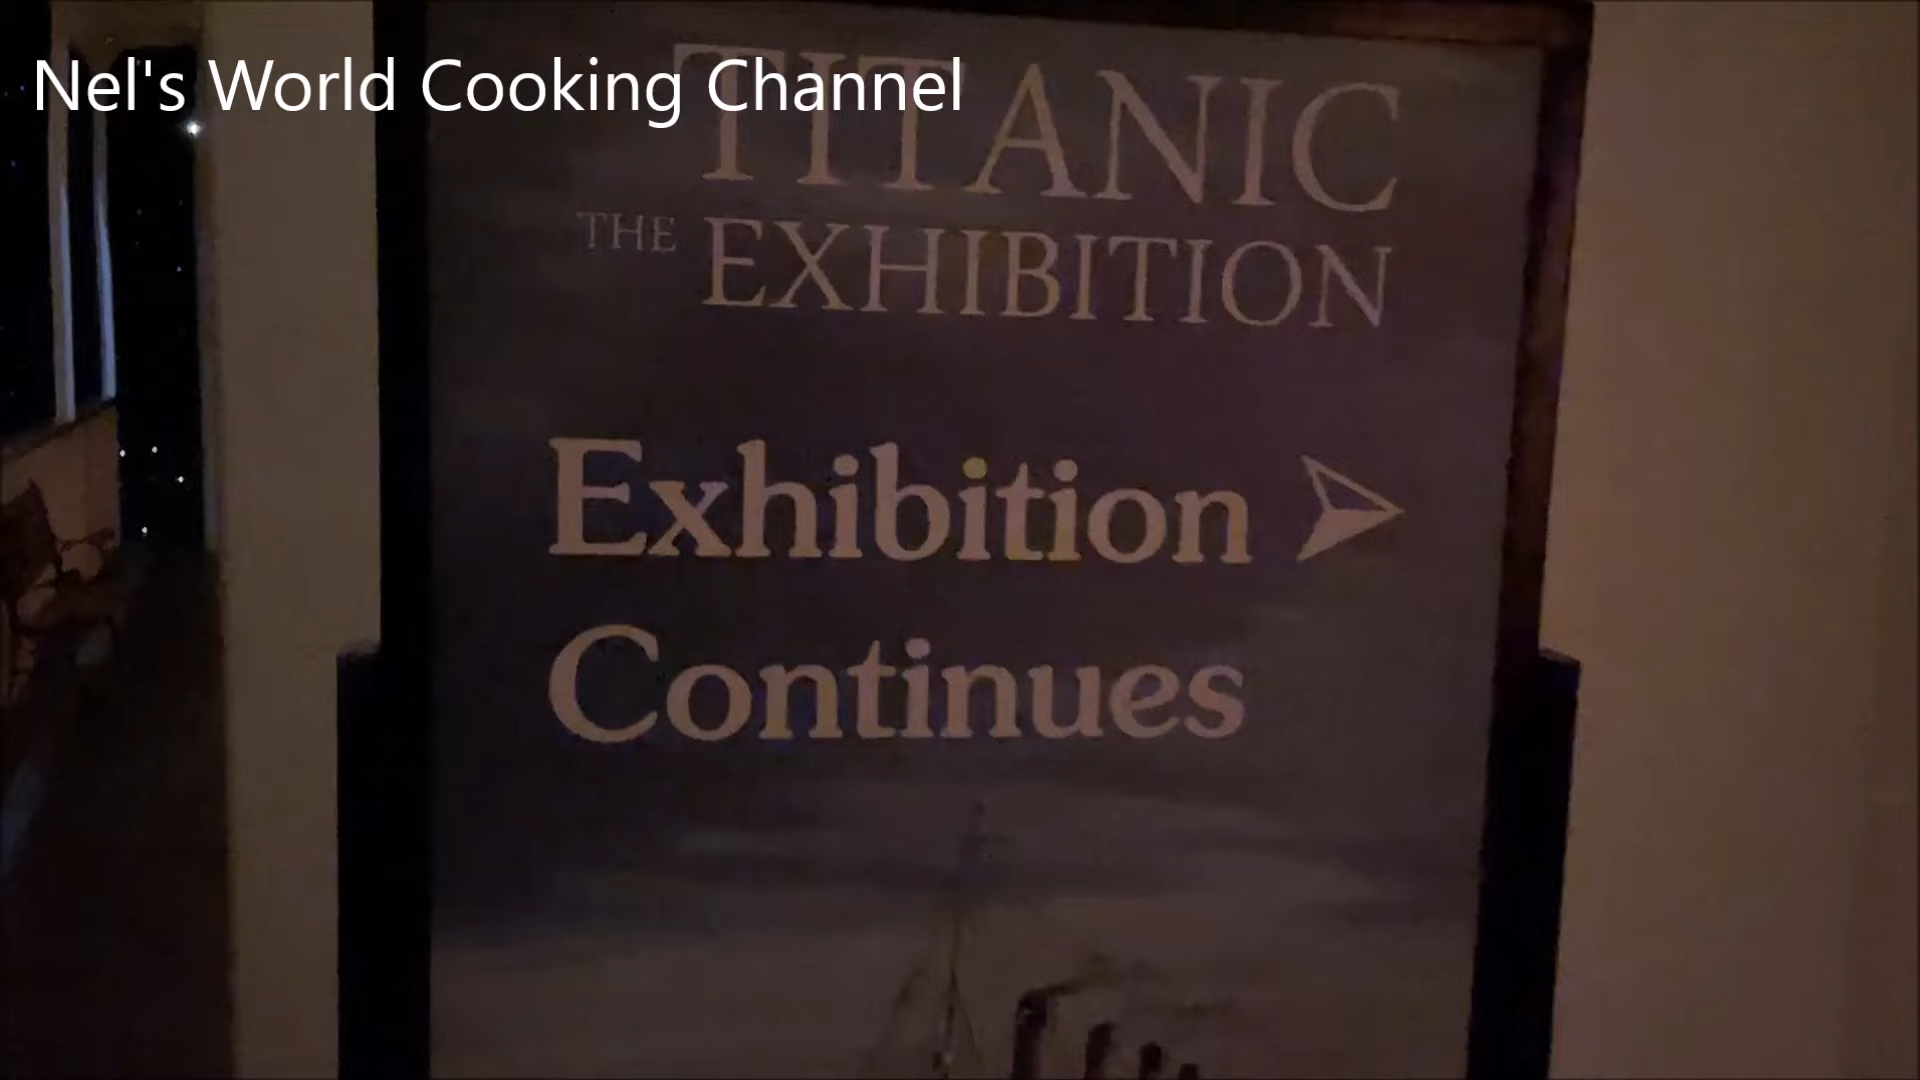 Nel's World Cooking Channel
TITANIC
THE EXHIBITION
Exhibition
Continues